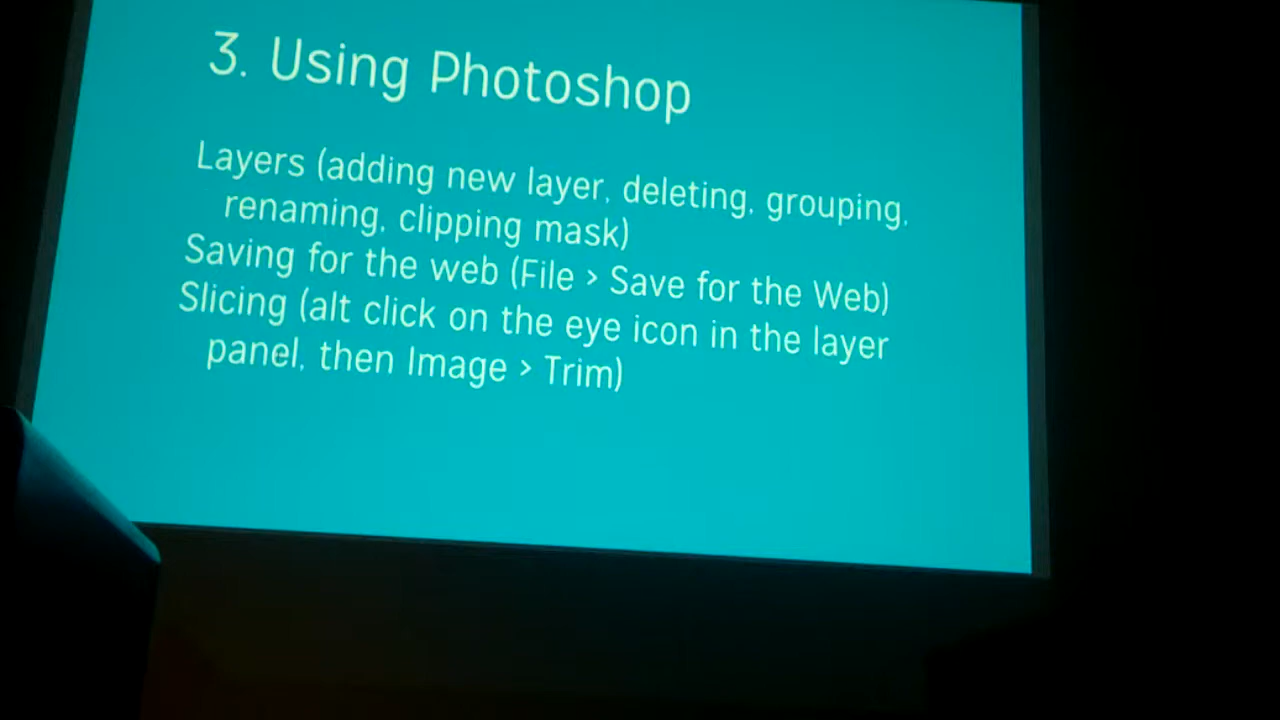 3. Using Photoshop
Layers (adding new layer, deleting, grouping,
renaming, clipping mask)
Saving for the web (File > Save for the Web)
Slicing (alt click on the eye icon in the layer
panel, then Image > Trim)